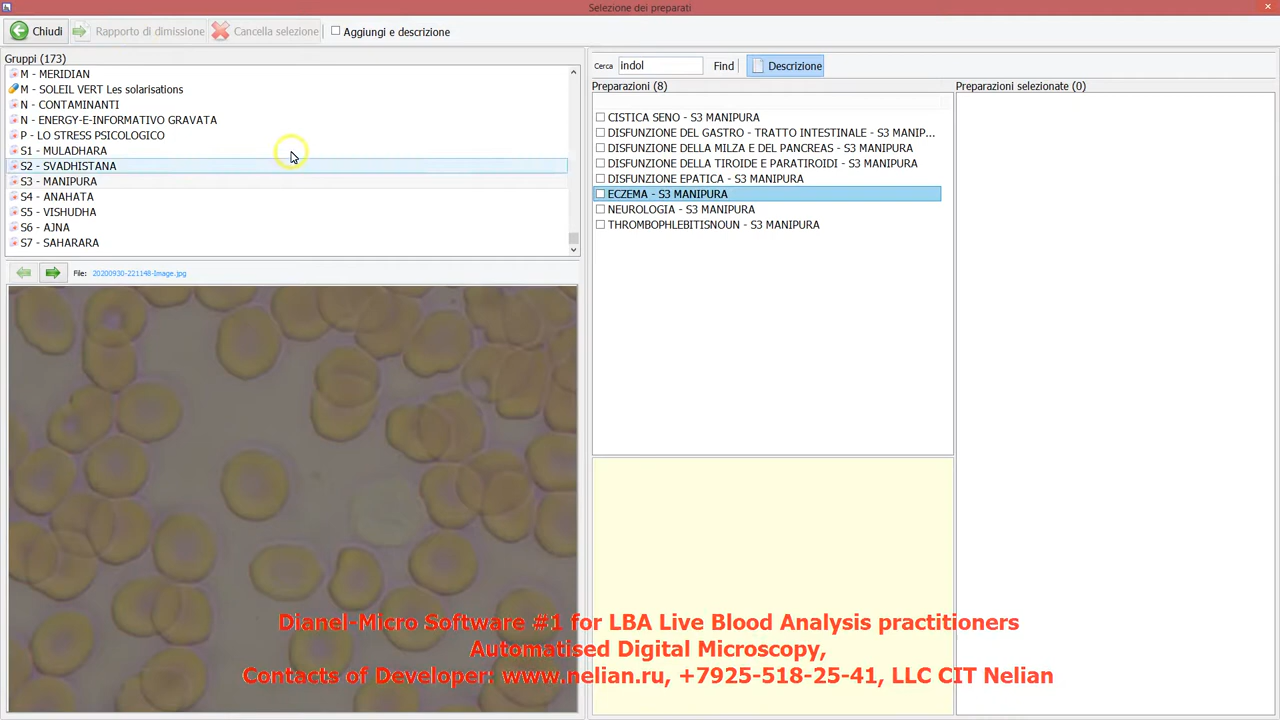 Selezione dei preparati
Chiudi
Rapporto di dimissione
Cancella selezione
Aggiungi e descrizione
Gruppi (173)
M - MERIDIAN
M - SOLEIL VERT Les solarisations
N - CONTAMINANTI
N - ENERGY-E-INFORMATIVO GRAVATA
P - LO STRESS PSICOLOGICO
S1 - MULADHARA
S2 - SVADHISTANA
S3 - MANIPURA
S4 - ANAHATA
S5 - VISHUDHA
S6 - AJNA
S7 - SAHARARA
File: 20200930-221148-Image.jpg
Cerca indol Find Descrizione
Preparazioni (8)
CISTICA SENO - S3 MANIPURA
DISFUNZIONE DEL GASTRO - TRATTO INTESTINALE - S3 MANIP...
DISFUNZIONE DELLA MILZA E DEL PANCREAS - S3 MANIPURA
DISFUNZIONE DELLA TIROIDE E PARATIROIDI - S3 MANIPURA
DISFUNZIONE EPATICA - S3 MANIPURA
ECZEMA - S3 MANIPURA
NEUROLOGIA - S3 MANIPURA
THROMBOPHLEBITISNOUN - S3 MANIPURA
Preparazioni selezionate (0)
Dianel-Micro Software #1 for LBA Live Blood Analysis practitioners
Automatised Digital Microscopy,
Contacts of Developer: www.nelian.ru, +7925-518-25-41, LLC CIT Nelian